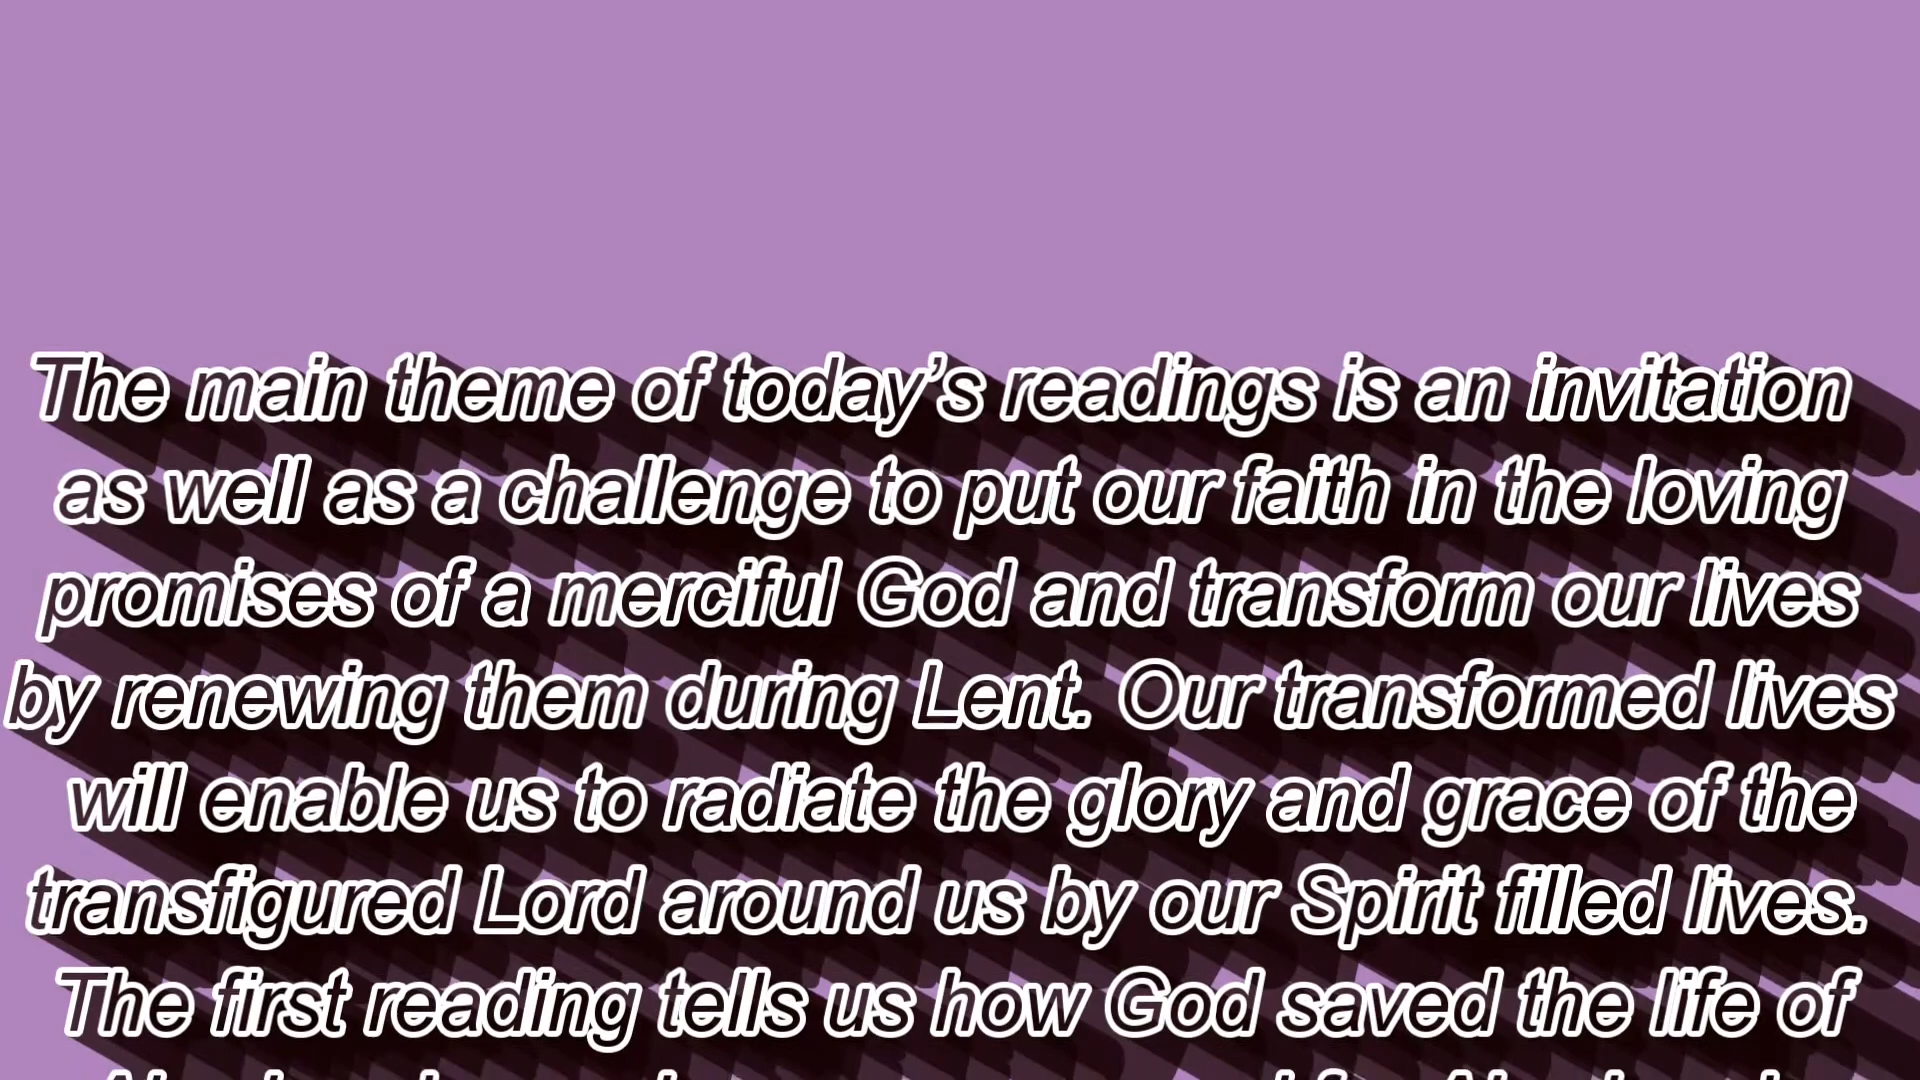 The main theme of today’s readings is an invitation
as well as a challenge to put our faith in the loving
promises of a merciful God and transform our lives
by renewing them during Lent. Our transformed lives
will enable us to radiate the glory and grace of the
transfigured Lord around us by our Spirit filled lives.
The first reading tells us how God saved the life of